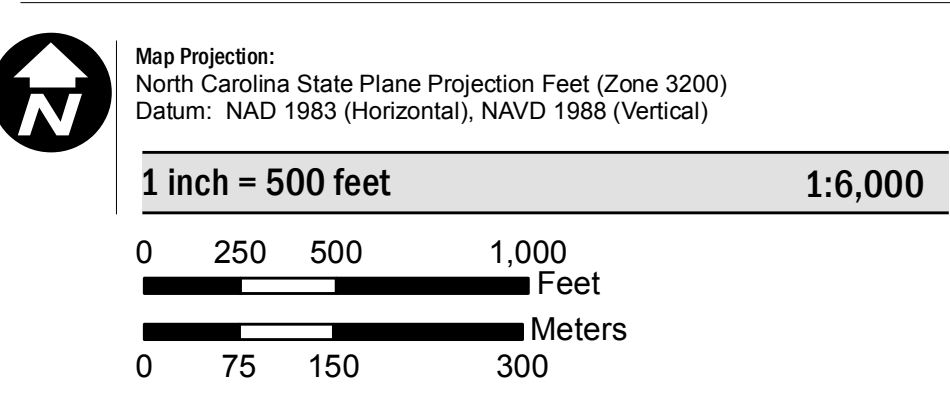 N
Map Projection:
North Carolina State Plane Projection Feet (Zone 3200)
Datum: NAD 1983 (Horizontal), NAVD 1988 (Vertical)
1 inch = 500 feet 1:6,000
0 250 500 1,000
Feet
Meters
0 75 150 300